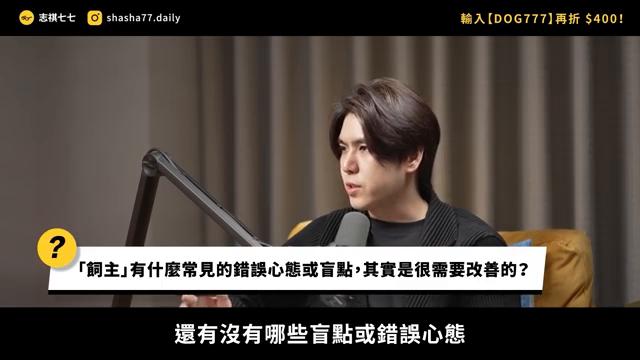 志祺七七 shasha77.daily 輸入【DOG777】再折 $400！
?
「飼主」有什麼常見的錯誤心態或盲點，其實是很需要改善的？
還有沒有哪些盲點或錯誤心態